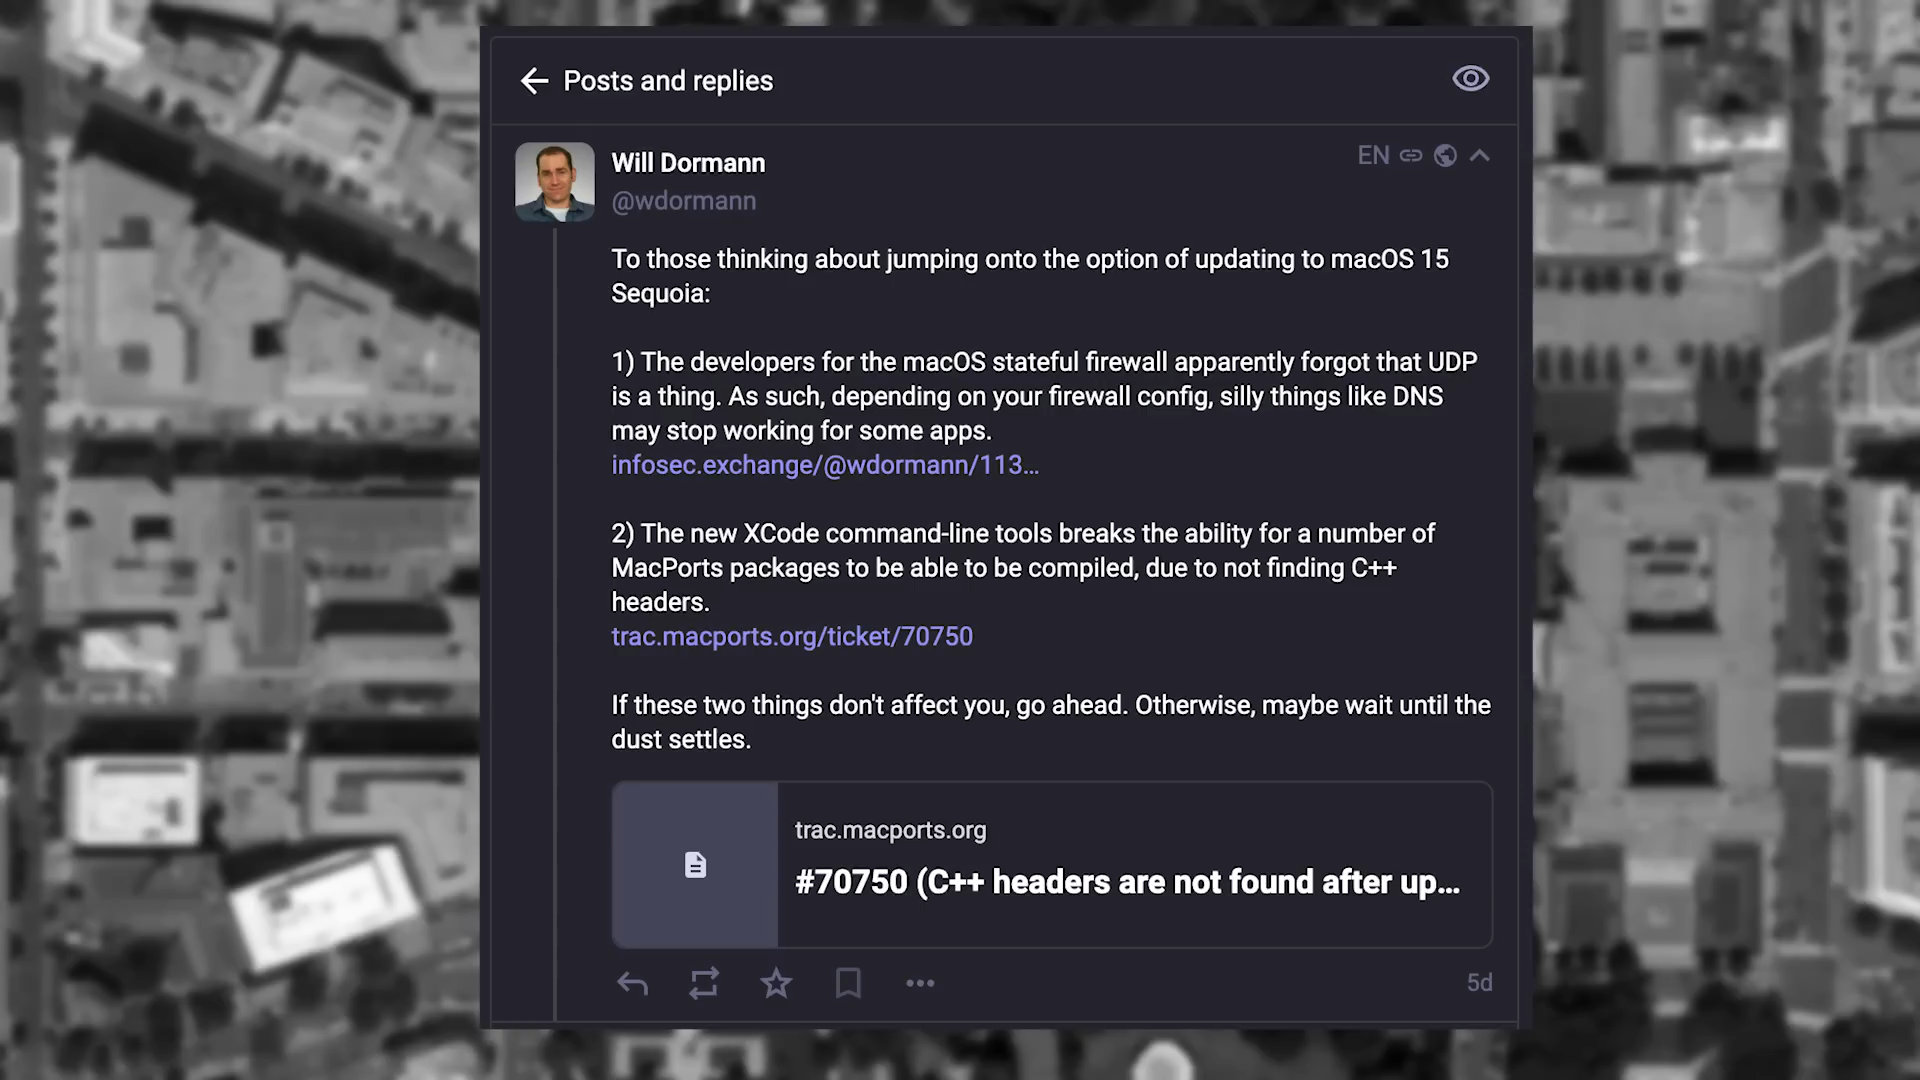 Posts and replies
Will Dormann
EN
@wdormann
To those thinking about jumping onto the option of updating to macOS 15
Sequoia:
1) The developers for the macOS stateful firewall apparently forgot that UDP
is a thing. As such, depending on your firewall config, silly things like DNS
may stop working for some apps.
infosec.exchange/@wdormann/113...
2) The new XCode command-line tools breaks the ability for a number of
MacPorts packages to be able to be compiled, due to not finding C++
headers.
trac.macports.org/ticket/70750
If these two things don't affect you, go ahead. Otherwise, maybe wait until the
dust settles.
trac.macports.org
#70750 (C++ headers are not found after up...
5d